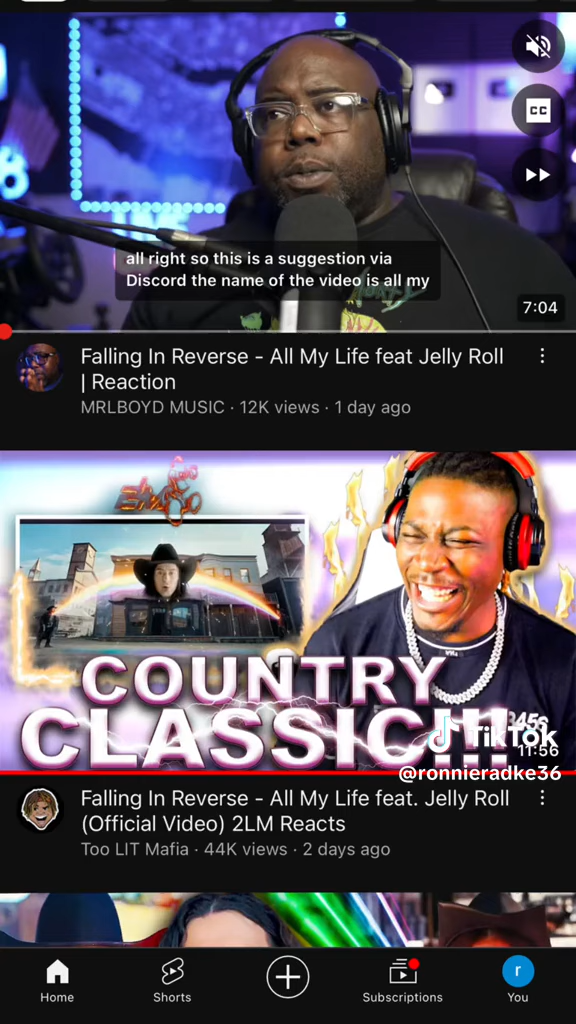 CC
all right so this is a suggestion via
Discord the name of the video is all my
7:04
Falling In Reverse - All My Life feat Jelly Roll
| Reaction
MRLBOYD MUSIC · 12K views · 1 day ago
COUNTRY
CLASSIC!!!
TikTok
11:56
@ronnieradke36
Falling In Reverse - All My Life feat. Jelly Roll
(Official Video) 2LM Reacts
Too LIT Mafia · 44K views · 2 days ago
Home
Shorts
Subscriptions
r
You